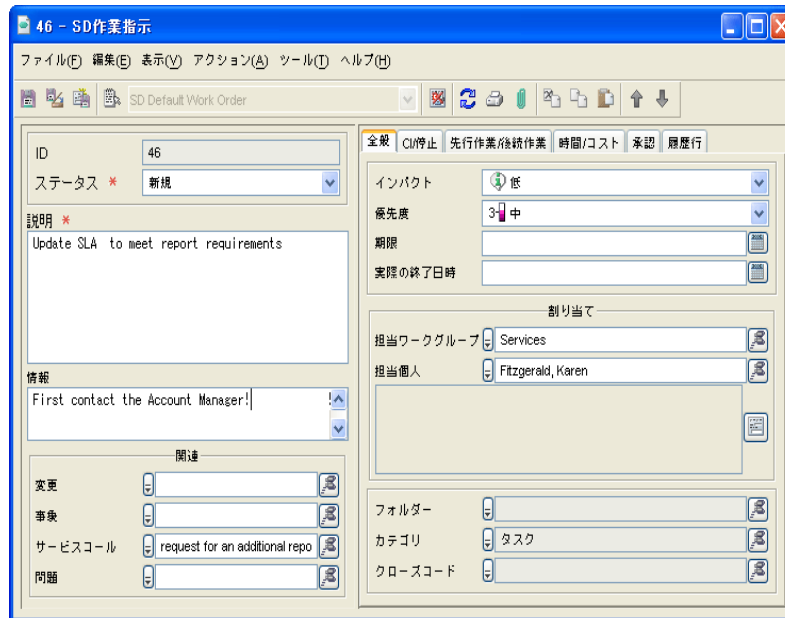 46 - SD作業指示
ファイル(F) 編集(E) 表示(V) アクション(A) ツール(T) ヘルプ(H)
SD Default Work Order
ID 46
ステータス * 新規
説明 *
Update SLA  to meet report requirements
情報
First contact the Account Manager! !
関連
変更
事象
サービスコール request for an additional repo
問題
全般 CI/停止 先行作業/後続作業 時間/コスト 承認 履歴行
インパクト 低
優先度 3 中
期限
実際の終了日時
割り当て
担当ワークグループ Services
担当個人 Fitzgerald, Karen
フォルダー
カテゴリ タスク
クローズコード